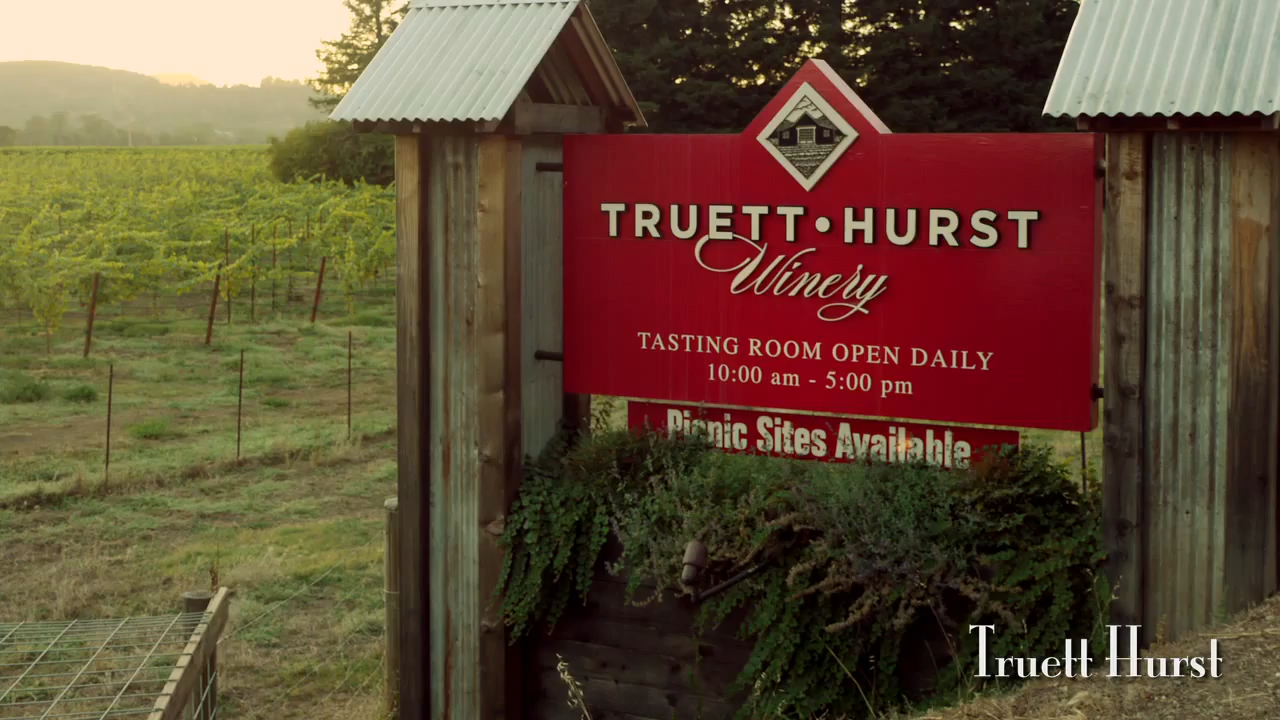 TRUETT•HURST
Winery
TASTING ROOM OPEN DAILY
10:00 am - 5:00 pm
Picnic Sites Available
Truett Hurst